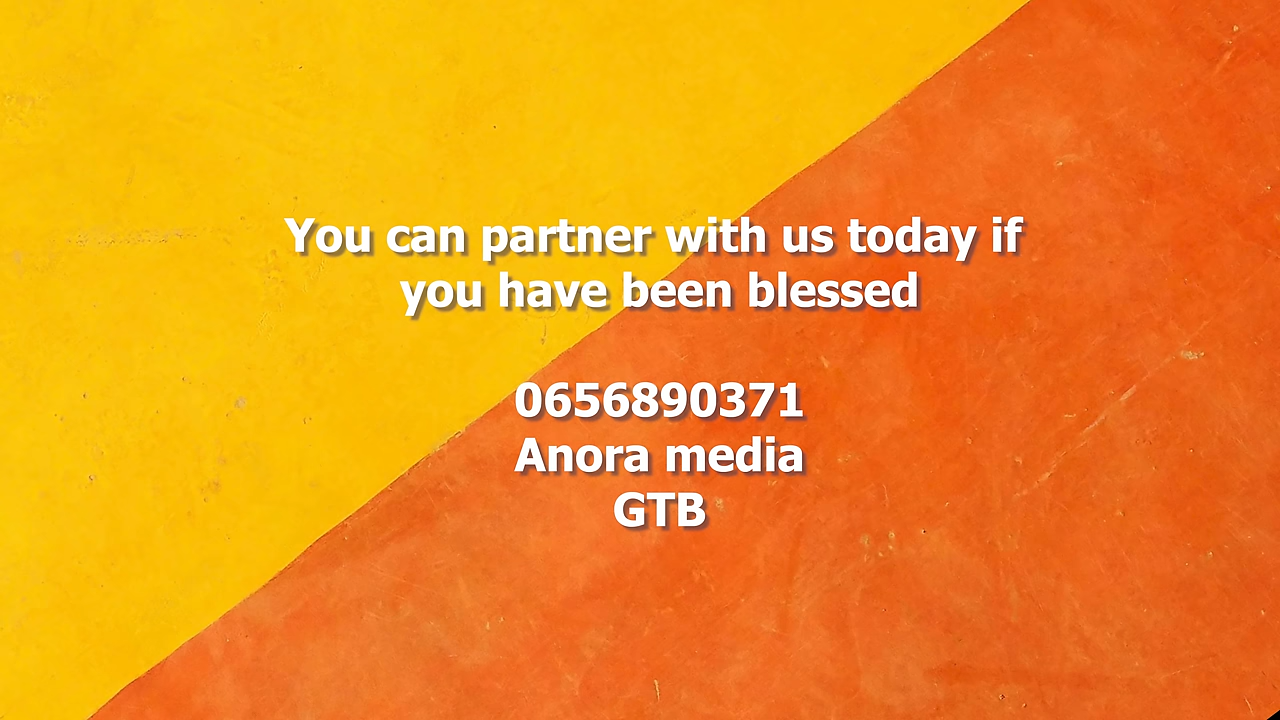 You can partner with us today if
you have been blessed
0656890371
Anora media
GTB